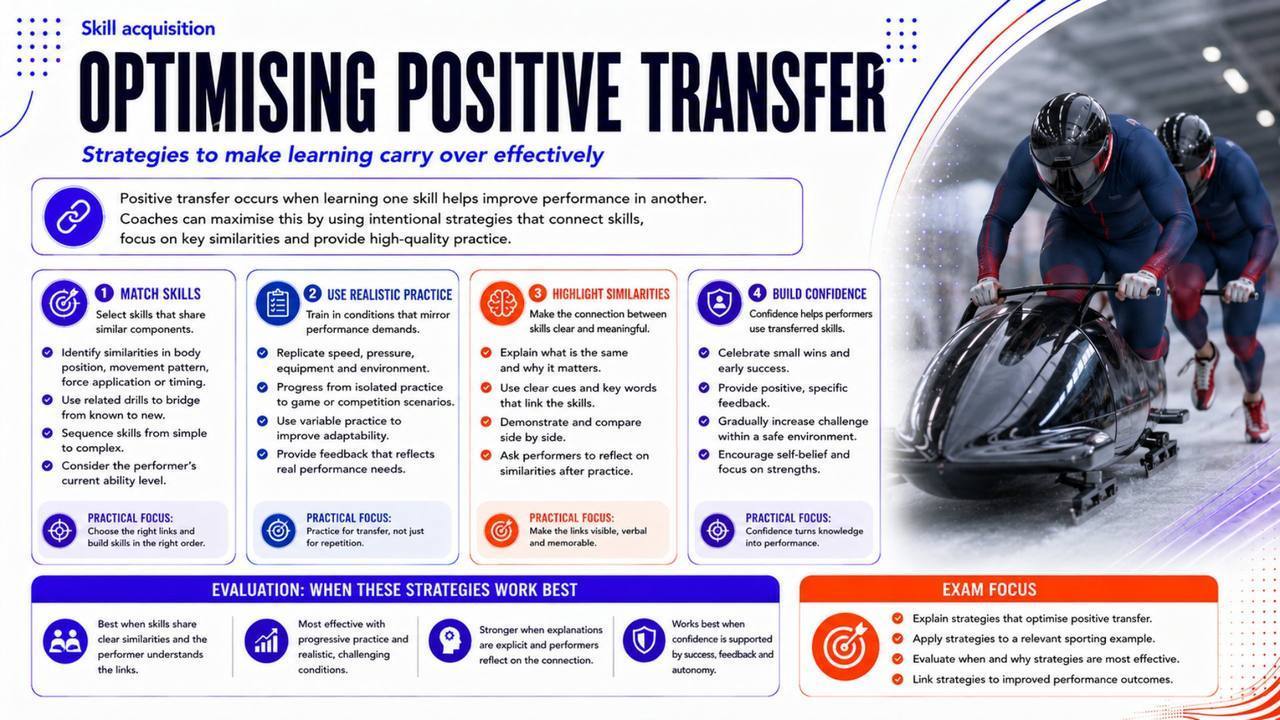 Skill acquisition
OPTIMISING POSITIVE TRANSFER
Strategies to make learning carry over effectively
Positive transfer occurs when learning one skill helps improve performance in another.
Coaches can maximise this by using intentional strategies that connect skills,
focus on key similarities and provide high-quality practice.
1 MATCH SKILLS
Select skills that share
similar components.
Identify similarities in body
position, movement pattern,
force application or timing.
Use related drills to bridge
from known to new.
Sequence skills from simple
to complex.
Consider the performer's
current ability level.
PRACTICAL FOCUS:
Choose the right links and
build skills in the right order.
2 USE REALISTIC PRACTICE
Train in conditions that mirror
performance demands.
Replicate speed, pressure,
equipment and environment.
Progress from isolated practice
to game or competition scenarios.
Use variable practice to
improve adaptability.
Provide feedback that reflects
real performance needs.
PRACTICAL FOCUS:
Practice for transfer, not just
for repetition.
3 HIGHLIGHT SIMILARITIES
Make the connection between
skills clear and meaningful.
Explain what is the same
and why it matters.
Use clear cues and key words
that link the skills.
Demonstrate and compare
side by side.
Ask performers to reflect on
similarities after practice.
PRACTICAL FOCUS:
Make the links visible, verbal
and memorable.
4 BUILD CONFIDENCE
Confidence helps performers
use transferred skills.
Celebrate small wins and
early success.
Provide positive, specific
feedback.
Gradually increase challenge
within a safe environment.
Encourage self-belief and
focus on strengths.
PRACTICAL FOCUS:
Confidence turns knowledge
into performance.
EVALUATION: WHEN THESE STRATEGIES WORK BEST
Best when skills share
clear similarities and the
performer understands
the links.
Most effective with
progressive practice and
realistic, challenging
conditions.
Stronger when explanations
are explicit and performers
reflect on the connection.
Works best when
confidence is supported
by success, feedback and
autonomy.
EXAM FOCUS
Explain strategies that optimise positive transfer.
Apply strategies to a relevant sporting example.
Evaluate when and why strategies are most effective.
Link strategies to improved performance outcomes.